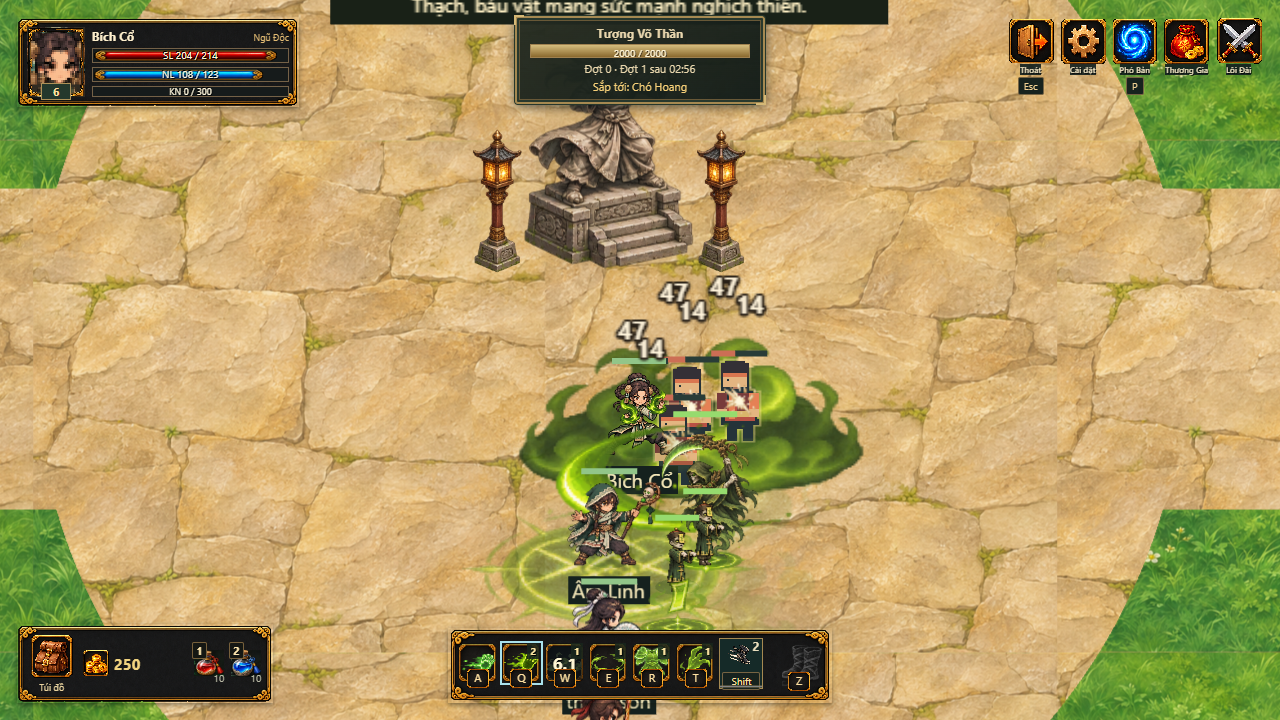 Thạch, báu vật mang sức mạnh nghịch thiên.
Bích Cổ
Ngũ Độc
SL 204 / 214
NL 108 / 123
6
KN 0 / 300
Tượng Võ Thần
2000 / 2000
Đợt 0 · Đợt 1 sau 02:56
Sắp tới: Chó Hoang
Thoát
Cài đặt
Phó Bản
Thương Gia
Lôi Đài
Esc
P
47
14
47
14
47
14
Bích Cổ
Linh
250
Túi đồ
1
10
2
10
A
2
Q
6.1
1
W
1
E
1
R
1
T
2
Shift
Z